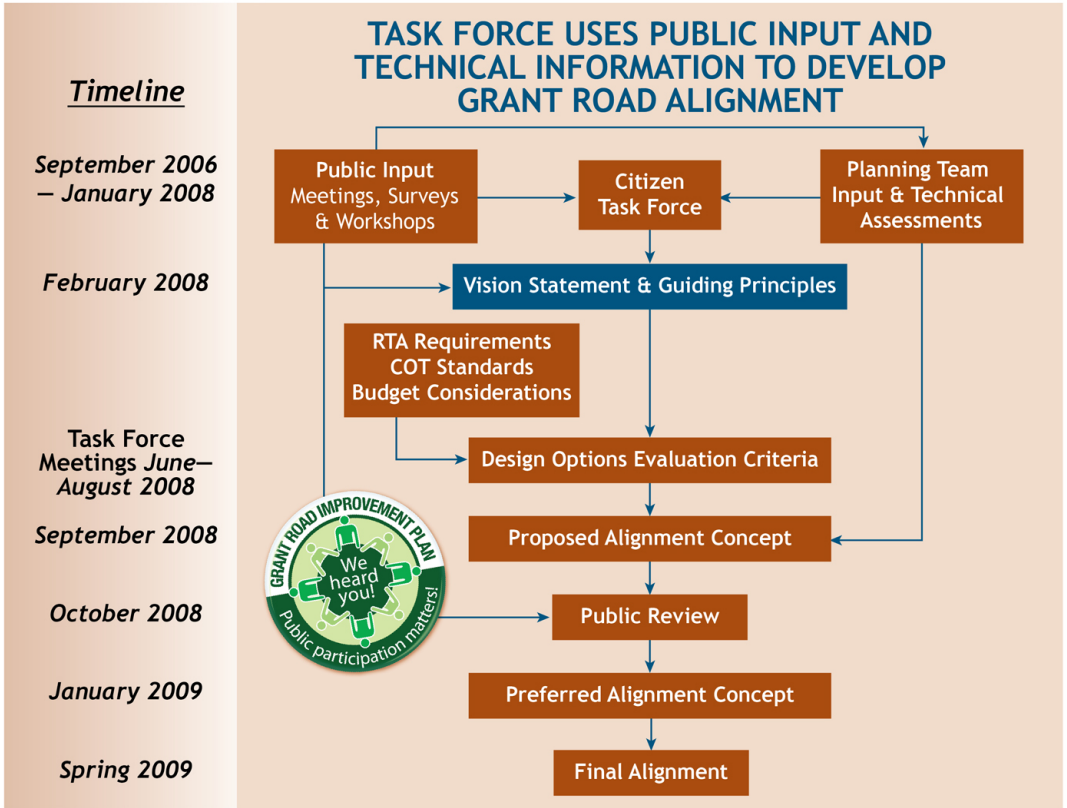 TASK FORCE USES PUBLIC INPUT AND
TECHNICAL INFORMATION TO DEVELOP
GRANT ROAD ALIGNMENT
Timeline
September 2006
— January 2008
Public Input
Meetings, Surveys
& Workshops
Citizen
Task Force
Planning Team
Input & Technical
Assessments
February 2008
Vision Statement & Guiding Principles
RTA Requirements
COT Standards
Budget Considerations
Task Force
Meetings June—
August 2008
Design Options Evaluation Criteria
September 2008
Proposed Alignment Concept
GRANT ROAD IMPROVEMENT PLAN
We
heard
you!
Public participation matters!
October 2008
Public Review
January 2009
Preferred Alignment Concept
Spring 2009
Final Alignment